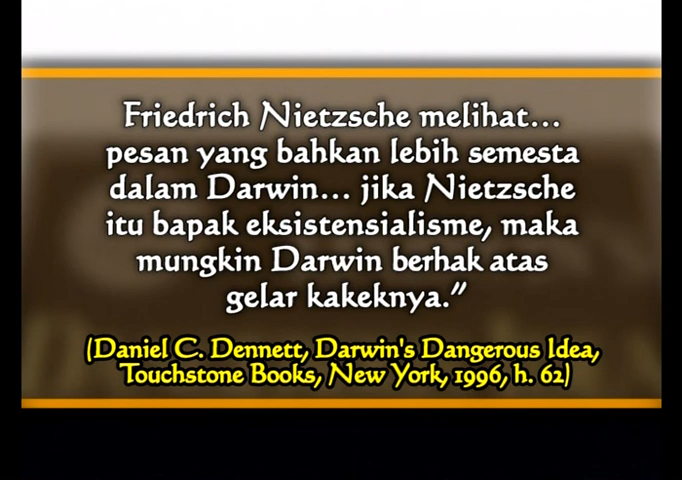 Friedrich Nietzsche melihat...
pesan yang bahkan lebih semesta
dalam Darwin... jika Nietzsche
itu bapak eksistensialisme, maka
mungkin Darwin berhak atas
gelar kakeknya."
(Daniel C. Dennett, Darwin's Dangerous Idea,
Touchstone Books, New York, 1996, h. 62)